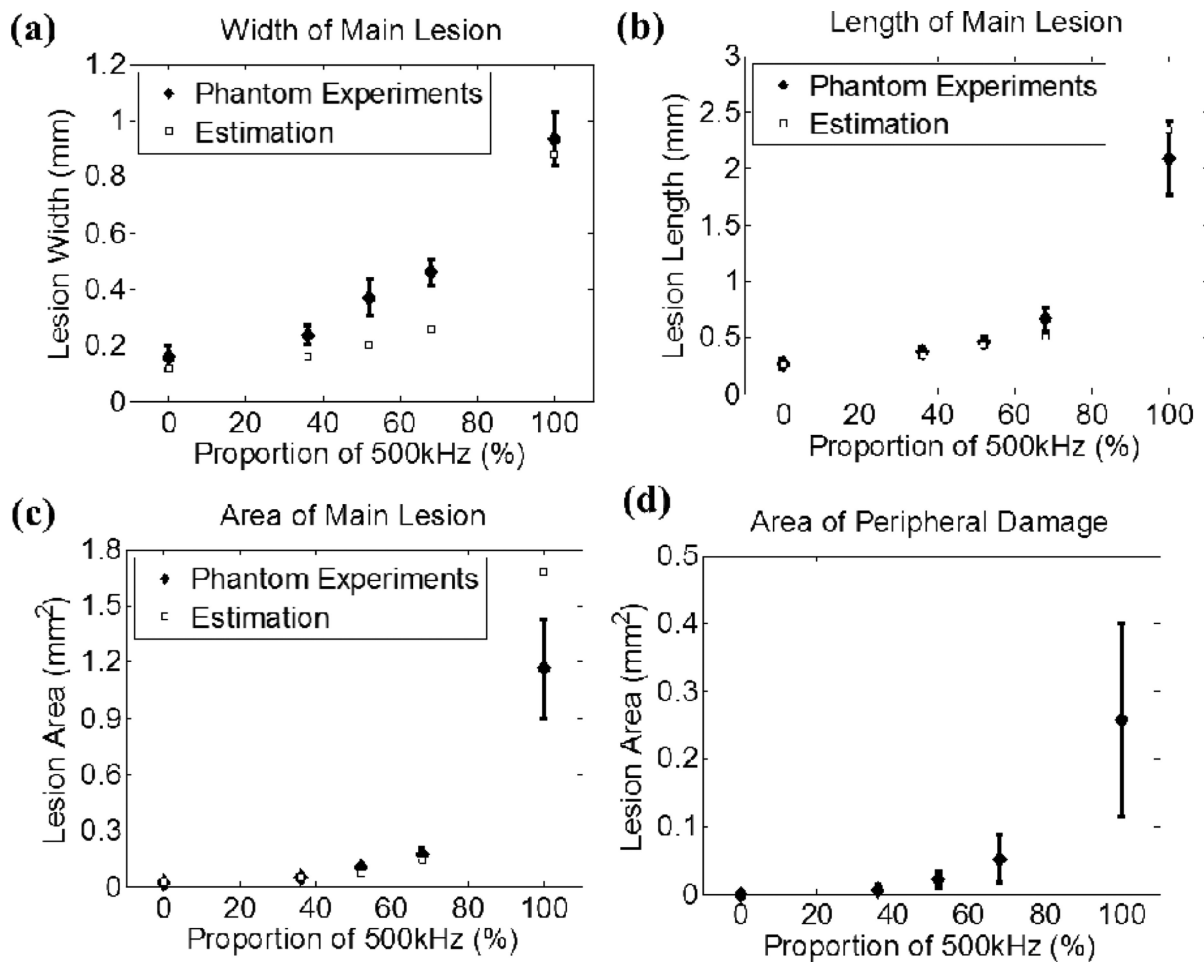 (a)
Width of Main Lesion
1.2
1
0.8
0.6
0.4
0.2
0
Lesion Width (mm)
Phantom Experiments
Estimation
0 20 40 60 80 100
Proportion of 500kHz (%)
(b)
Length of Main Lesion
3
2.5
2
1.5
1
0.5
0
Lesion Length (mm)
Phantom Experiments
Estimation
0 20 40 60 80 100
Proportion of 500kHz (%)
(c)
Area of Main Lesion
1.8
1.5
1.2
0.9
0.6
0.3
0
Lesion Area (mm²)
Phantom Experiments
Estimation
0 20 40 60 80 100
Proportion of 500kHz (%)
(d)
Area of Peripheral Damage
0.5
0.4
0.3
0.2
0.1
0
Lesion Area (mm²)
0 20 40 60 80 100
Proportion of 500kHz (%)